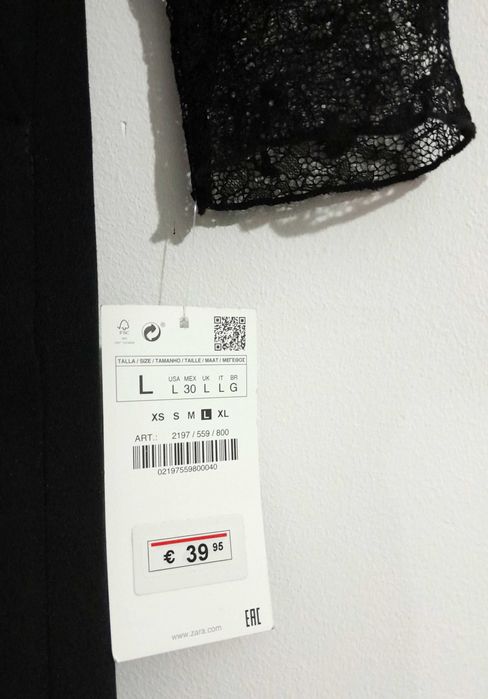 FSC
TALLA / SIZE / TAMANHO / TAILLE / MAAT / ΜΕΓΕΘΟΣ
L USA MEX UK IT BR
L 30 L L G
XS S M L XL
ART.: 2197 / 559 / 800
02197559800040
€ 39 95
www.zara.com
EAC